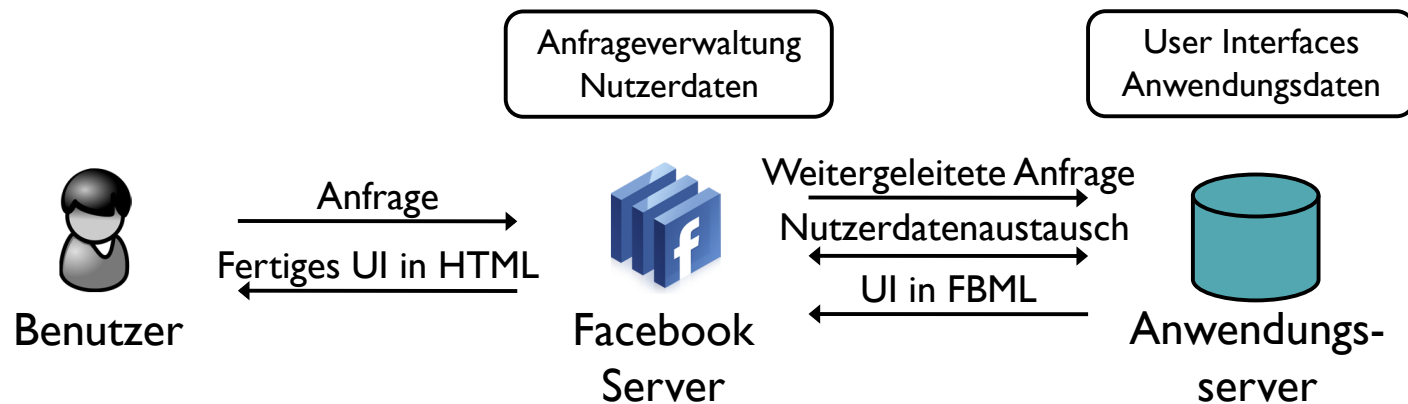 Anfrageverwaltung
Nutzerdaten
User Interfaces
Anwendungsdaten
Anfrage
Fertiges UI in HTML
Weitergeleitete Anfrage
Nutzerdatenaustausch
UI in FBML
f
Benutzer
Facebook
Server
Anwendungs-
server